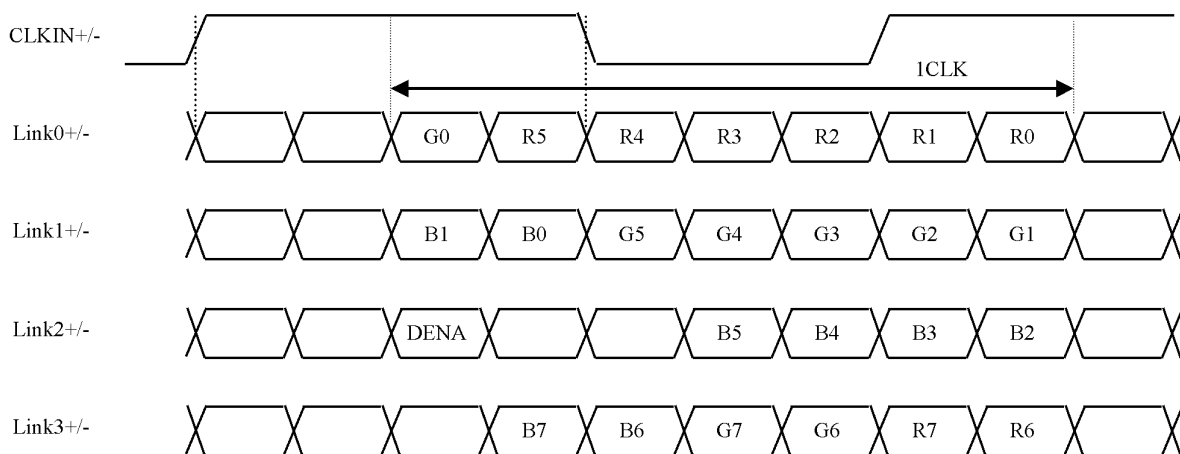 CLKIN+/-
1CLK
Link0+/- G0 R5 R4 R3 R2 R1 R0
Link1+/- B1 B0 G5 G4 G3 G2 G1
Link2+/- DENA B5 B4 B3 B2
Link3+/- B7 B6 G7 G6 R7 R6